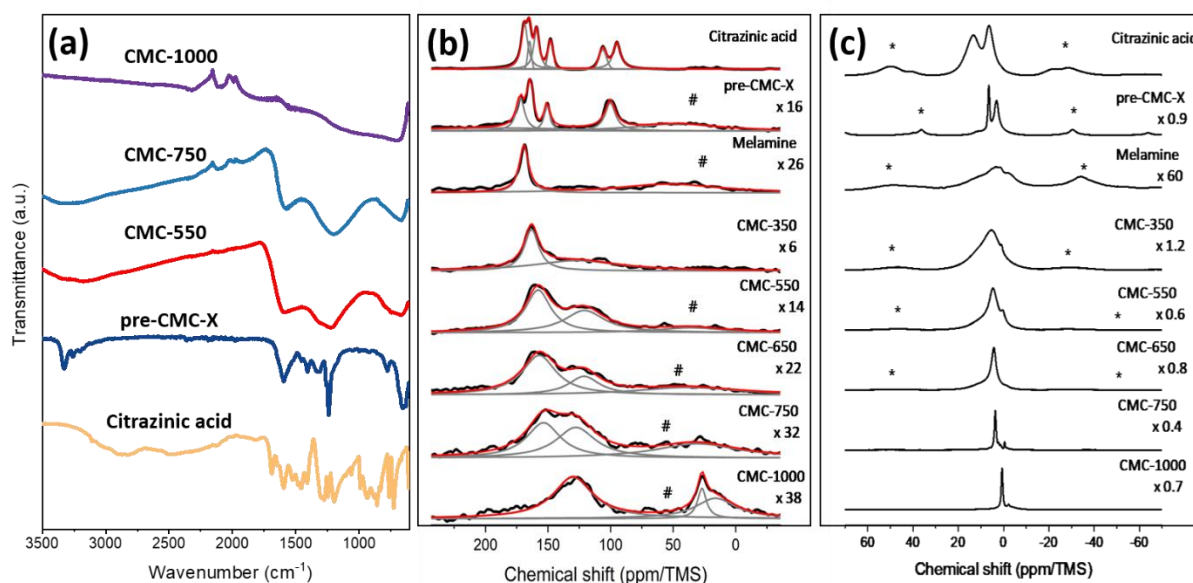 (a)
CMC-1000
CMC-750
CMC-550
pre-CMC-X
Citrazinic acid
Transmittance (a.u.)
3500 3000 2500 2000 1500 1000
Wavenumber (cm-1)
(b)
Citrazinic acid
pre-CMC-X
#
x 16
Melamine
#
x 26
CMC-350
x 6
CMC-550
#
x 14
CMC-650
#
x 22
CMC-750
#
x 32
CMC-1000
#
x 38
200 150 100 50 0
Chemical shift (ppm/TMS)
(c)
* *
Citrazinic acid
pre-CMC-X
* *
x 0.9
Melamine
* *
x 60
CMC-350
* *
x 1.2
CMC-550
* *
x 0.6
CMC-650
* *
x 0.8
CMC-750
x 0.4
CMC-1000
x 0.7
60 40 20 0 -20 -40 -60
Chemical shift (ppm/TMS)